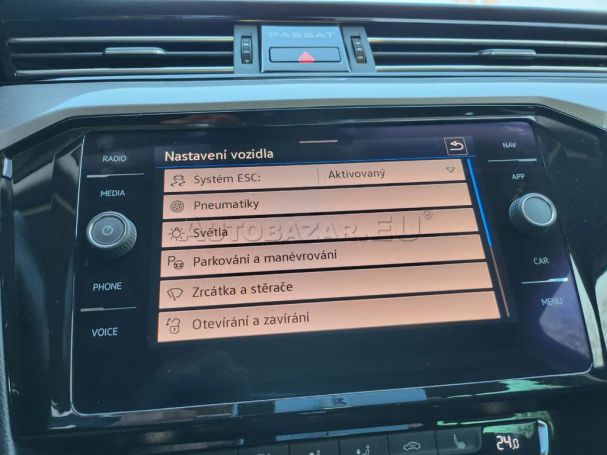 PASSAT
RADIO
MEDIA
PHONE
VOICE
Nastavení vozidla
Systém ESC: Aktivovaný
Pneumatiky
Světla
Parkování a manévrování
Zrcátka a stěrače
Otevírání a zavírání
NAV
APP
CAR
MENU
AUTOBAZAR.EU
24.0